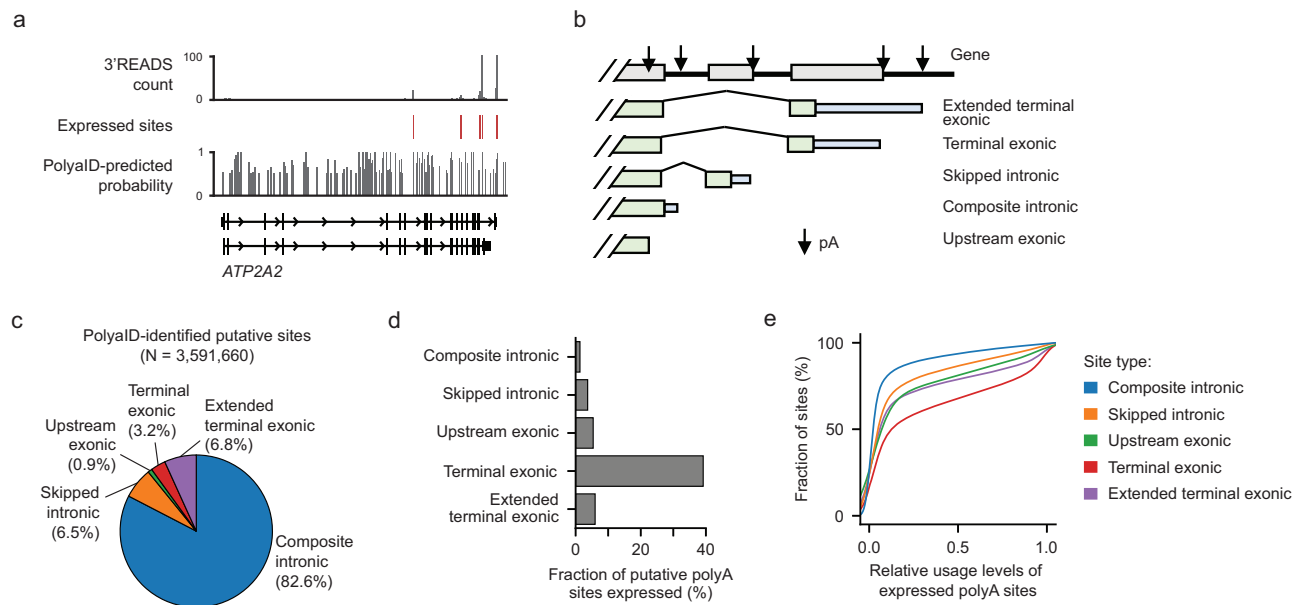 a
3'READS
count
100
0
Expressed sites
PolyaID-predicted
probability
1
0
ATP2A2
b
Gene
Extended terminal
exonic
Terminal exonic
Skipped intronic
Composite intronic
Upstream exonic
pA
c
PolyaID-identified putative sites
(N = 3,591,660)
Terminal
exonic
(3.2%)
Extended
terminal exonic
(6.8%)
Upstream
exonic
(0.9%)
Skipped
intronic
(6.5%)
Composite
intronic
(82.6%)
d
Composite intronic
Skipped intronic
Upstream exonic
Terminal exonic
Extended
terminal exonic
0
20
40
Fraction of putative polyA
sites expressed (%)
e
Fraction of sites (%)
100
50
0
0.0
0.5
1.0
Relative usage levels of
expressed polyA sites
Site type:
Composite intronic
Skipped intronic
Upstream exonic
Terminal exonic
Extended terminal exonic